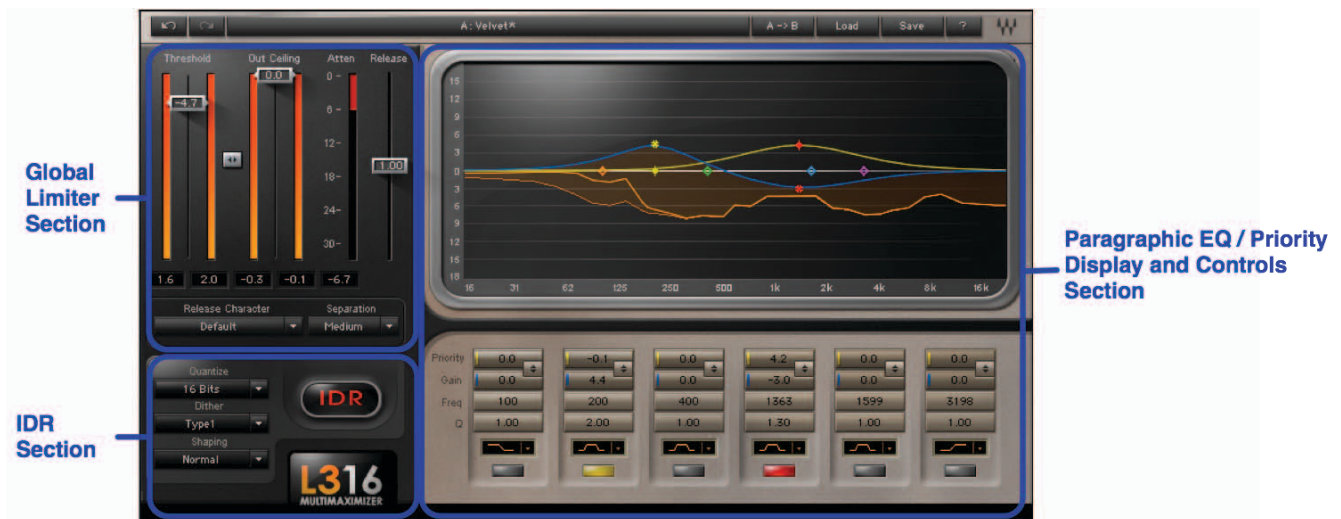 A: Velvet*
A -> B
Load
Save
?
Threshold
Out Ceiling
Atten
Release
-4.7
0.0
0
6
12
18
24
30
1.00
1.6
2.0
-0.3
-0.1
-6.7
Release Character
Separation
Default
Medium
Global
Limiter
Section
15
12
9
6
3
0
3
6
9
12
15
18
16 31 62 125 250 500 1k 2k 4k 8k 16k
Paragraphic EQ / Priority
Display and Controls
Section
Quantize
16 Bits
Dither
Type1
Shaping
Normal
IDR
L316
MULTIMAXIMIZER
IDR
Section
Priority 0.0 -0.1 0.0 4.2 0.0 0.0
Gain 0.0 4.4 0.0 -3.0 0.0 0.0
Freq 100 200 400 1363 1599 3198
Q 1.00 2.00 1.00 1.30 1.00 1.00